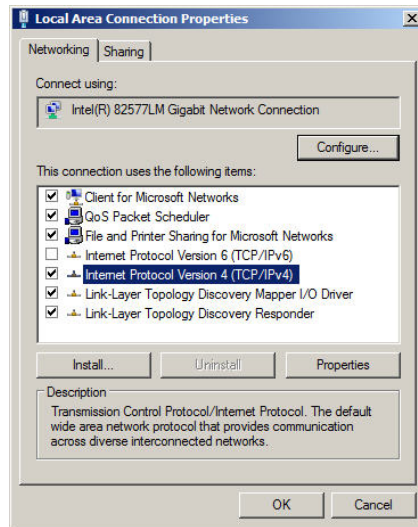 Local Area Connection Properties
Networking
Sharing
Connect using:
Intel(R) 82577LM Gigabit Network Connection
Configure...
This connection uses the following items:
Client for Microsoft Networks
QoS Packet Scheduler
File and Printer Sharing for Microsoft Networks
Internet Protocol Version 6 (TCP/IPv6)
Internet Protocol Version 4 (TCP/IPv4)
Link-Layer Topology Discovery Mapper I/O Driver
Link-Layer Topology Discovery Responder
Install...
Uninstall
Properties
Description
Transmission Control Protocol/Internet Protocol. The default
wide area network protocol that provides communication
across diverse interconnected networks.
OK
Cancel